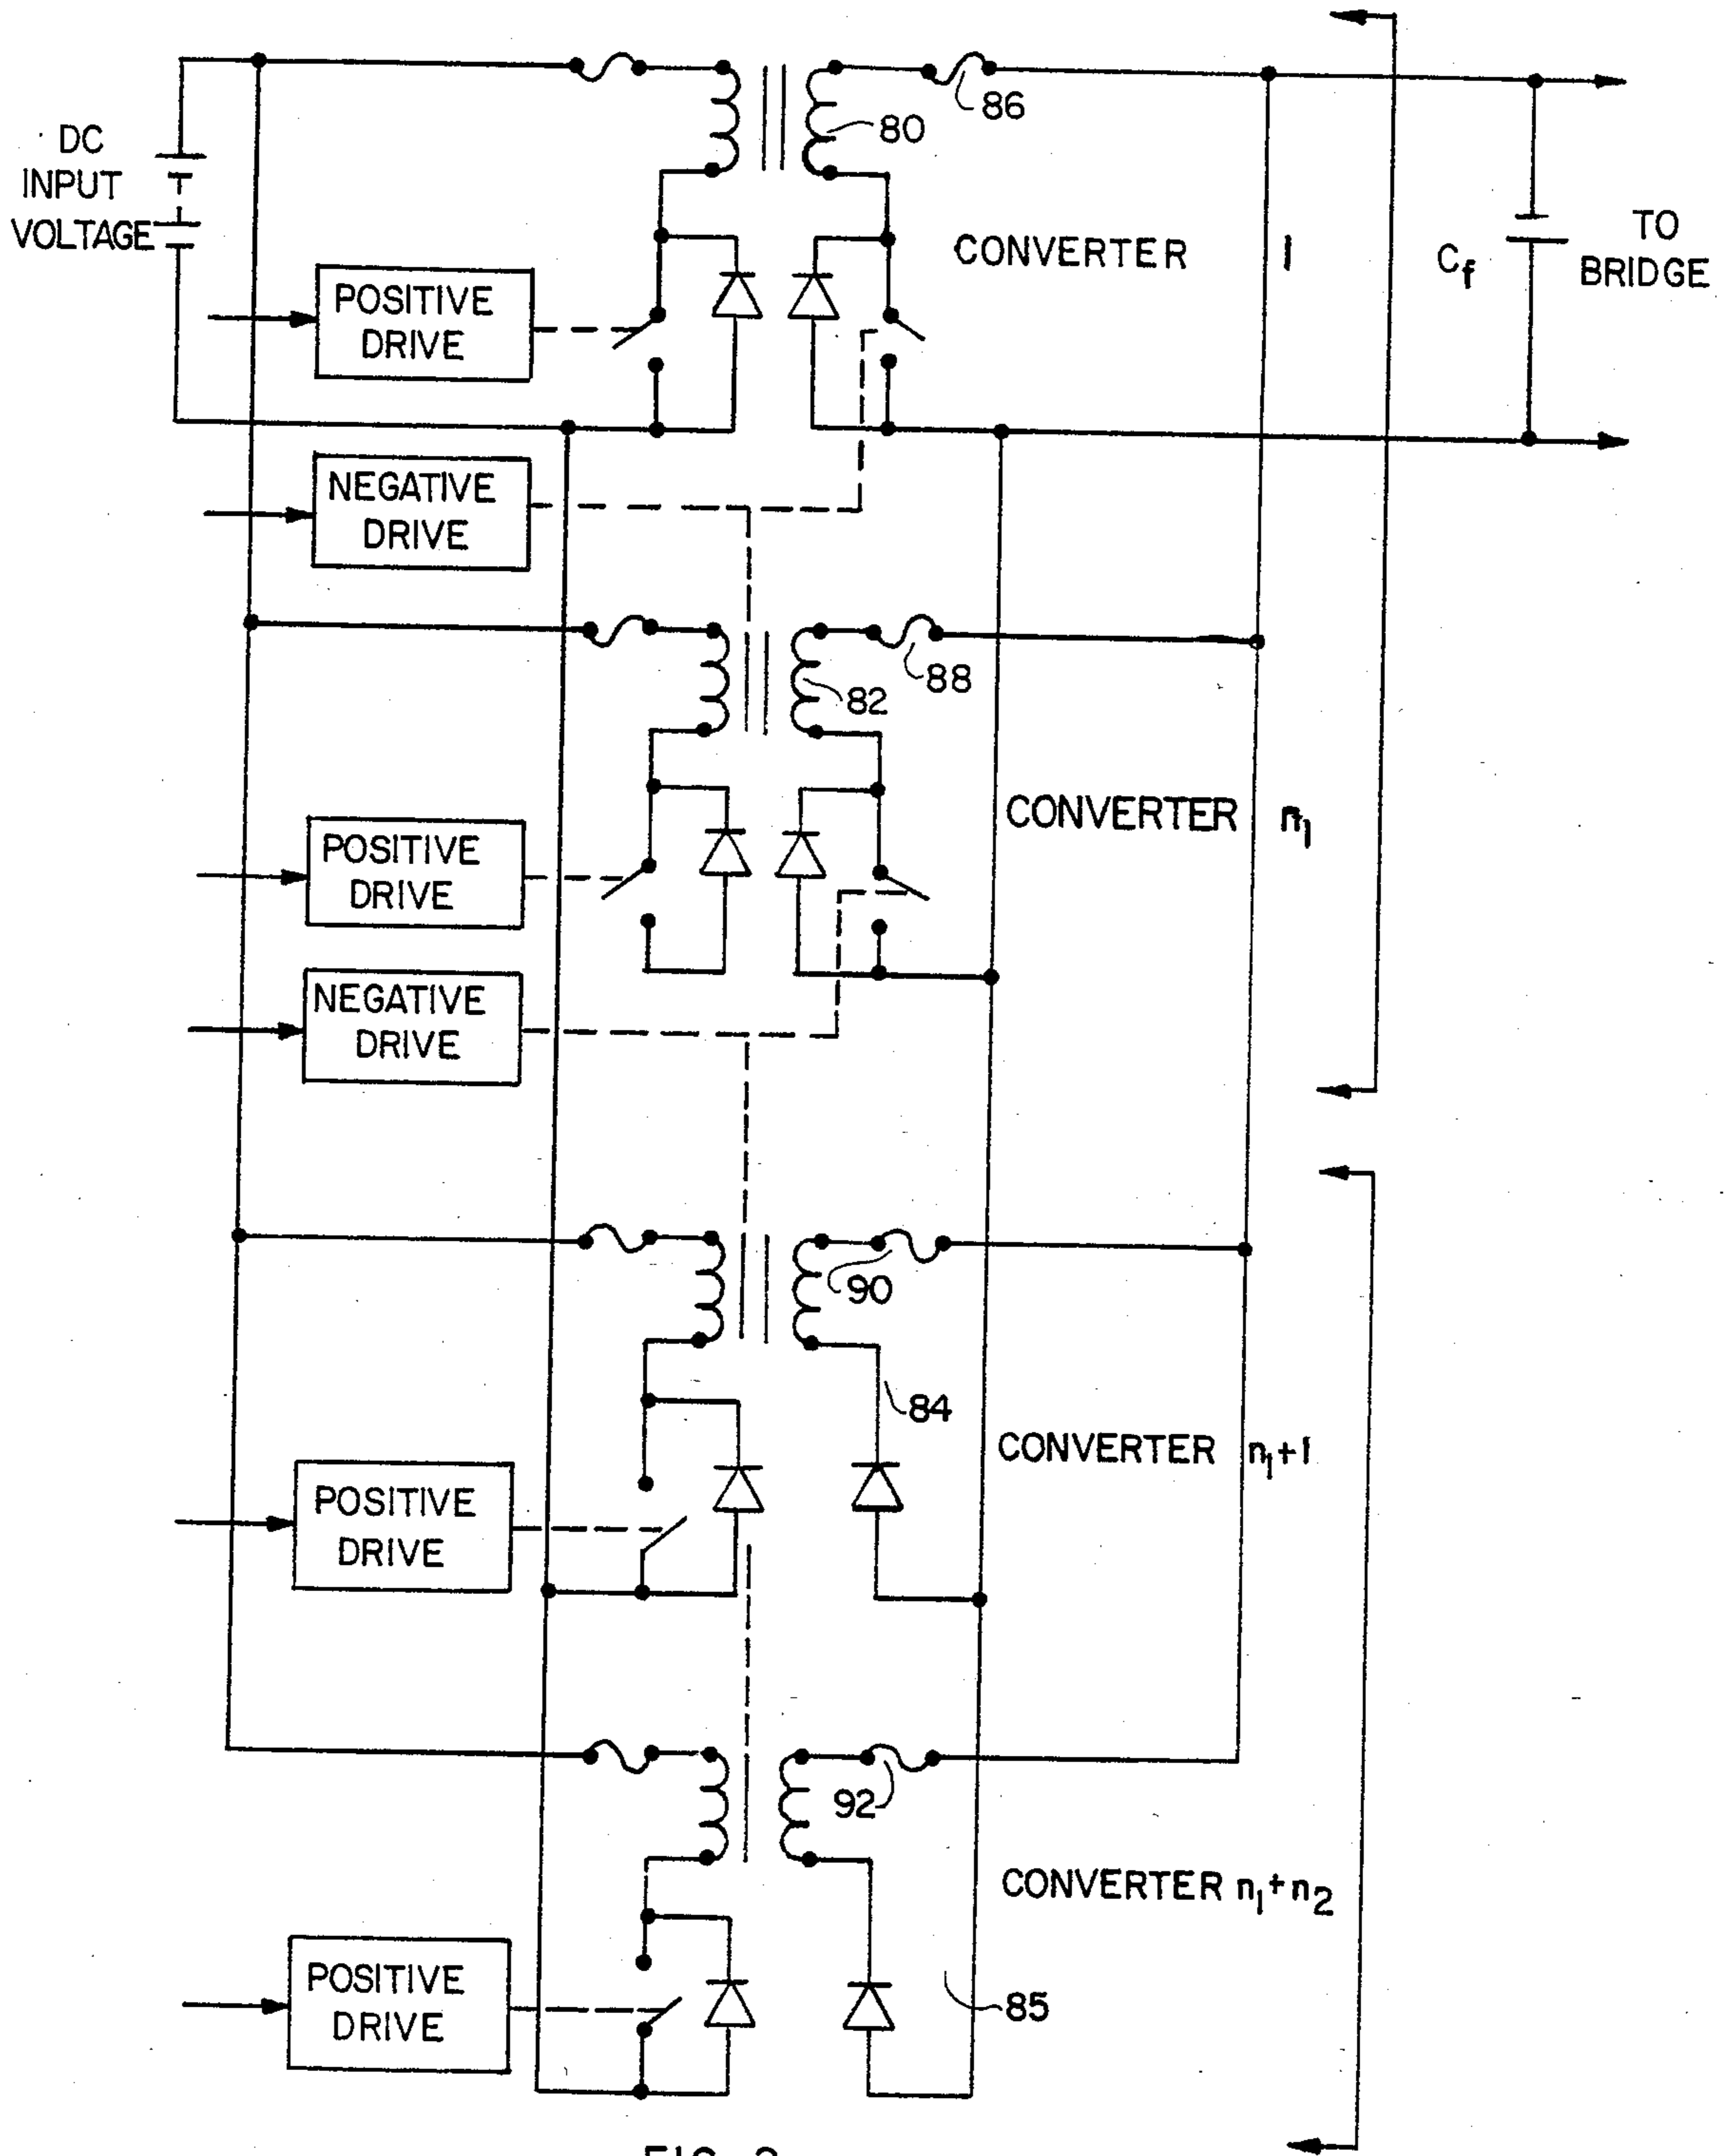 DC
INPUT
VOLTAGE
86
80
CONVERTER 1
C_f
TO
BRIDGE
POSITIVE
DRIVE
NEGATIVE
DRIVE
88
82
CONVERTER n₁
POSITIVE
DRIVE
NEGATIVE
DRIVE
90
84
CONVERTER n₁+1
POSITIVE
DRIVE
92
CONVERTER n₁+n₂
POSITIVE
DRIVE
85